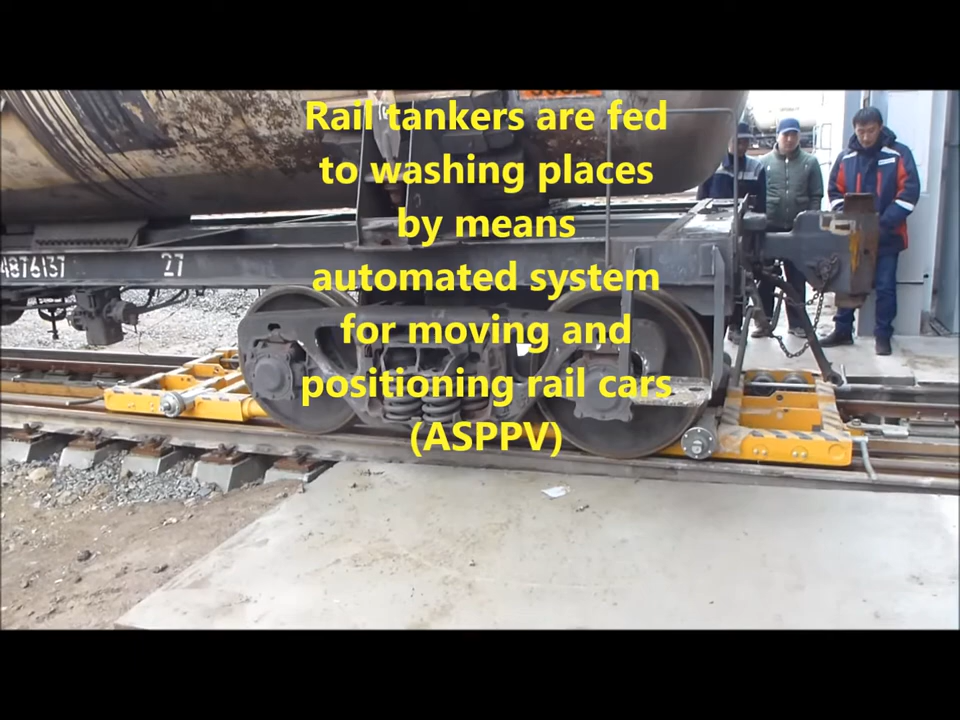 Rail tankers are fed
to washing places
by means
automated system
for moving and
positioning rail cars
(ASPPV)
4876137
27